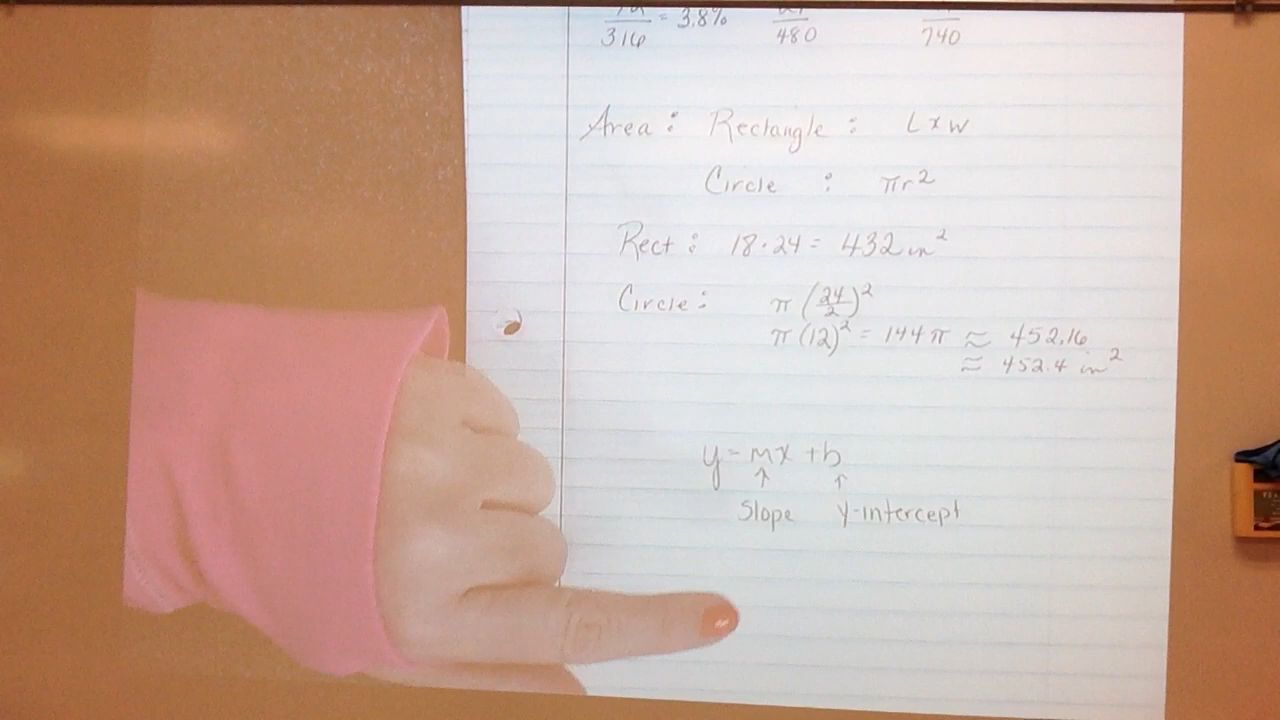 316 = 3.8% 480 740
Area : Rectangle : L x W
Circle : πr²
Rect : 18·24 = 432 in²
Circle : π (24/2)²
π (12)² = 144π ≈ 452.16
≈ 452.4 in²
y = mx + b
↑ ↑
Slope y-intercept